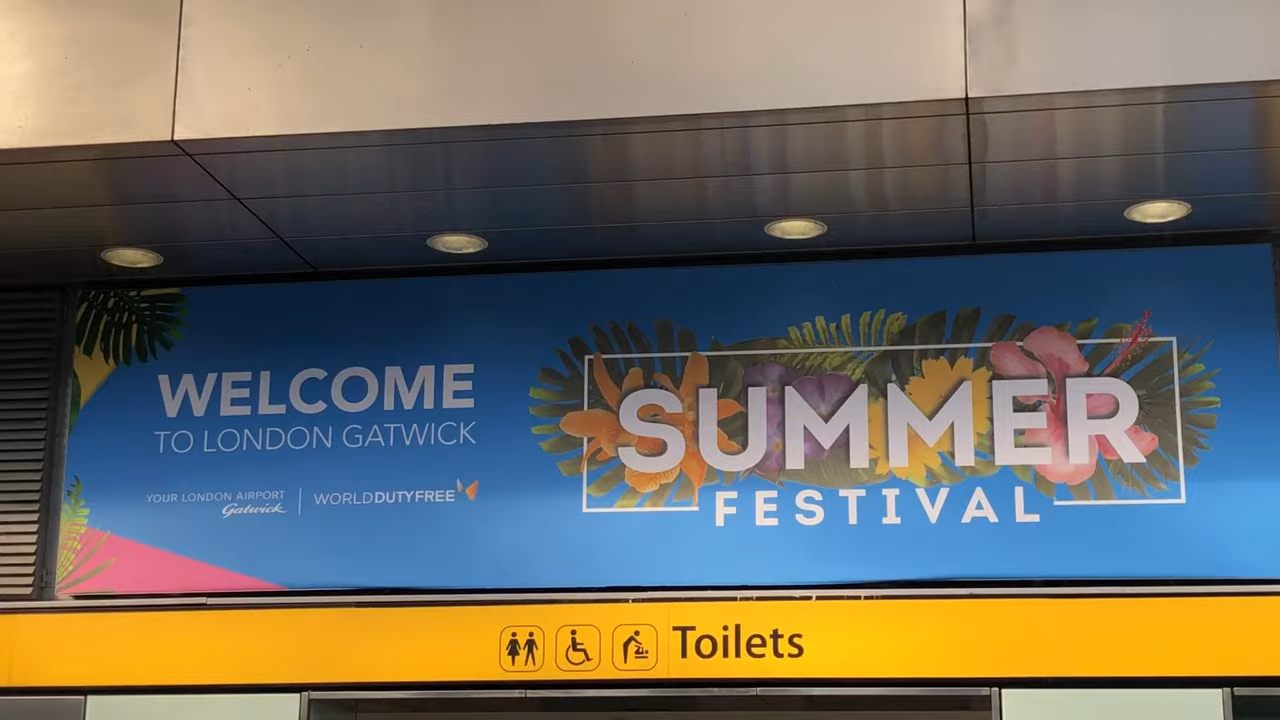 WELCOME
TO LONDON GATWICK
YOUR LONDON AIRPORT
Gatwick
WORLDDUTYFREE
SUMMER
FESTIVAL
Toilets